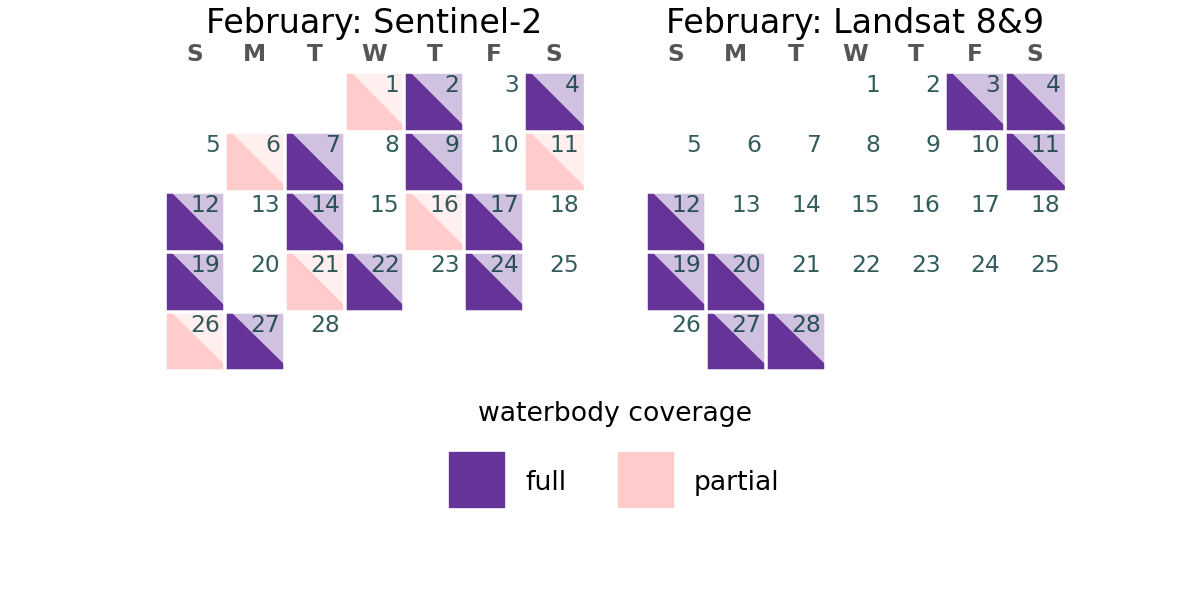 February: Sentinel-2
S M T W T F S
1 2 3 4
5 6 7 8 9 10 11
12 13 14 15 16 17 18
19 20 21 22 23 24 25
26 27 28
February: Landsat 8&9
S M T W T F S
1 2 3 4
5 6 7 8 9 10 11
12 13 14 15 16 17 18
19 20 21 22 23 24 25
26 27 28
waterbody coverage
full partial